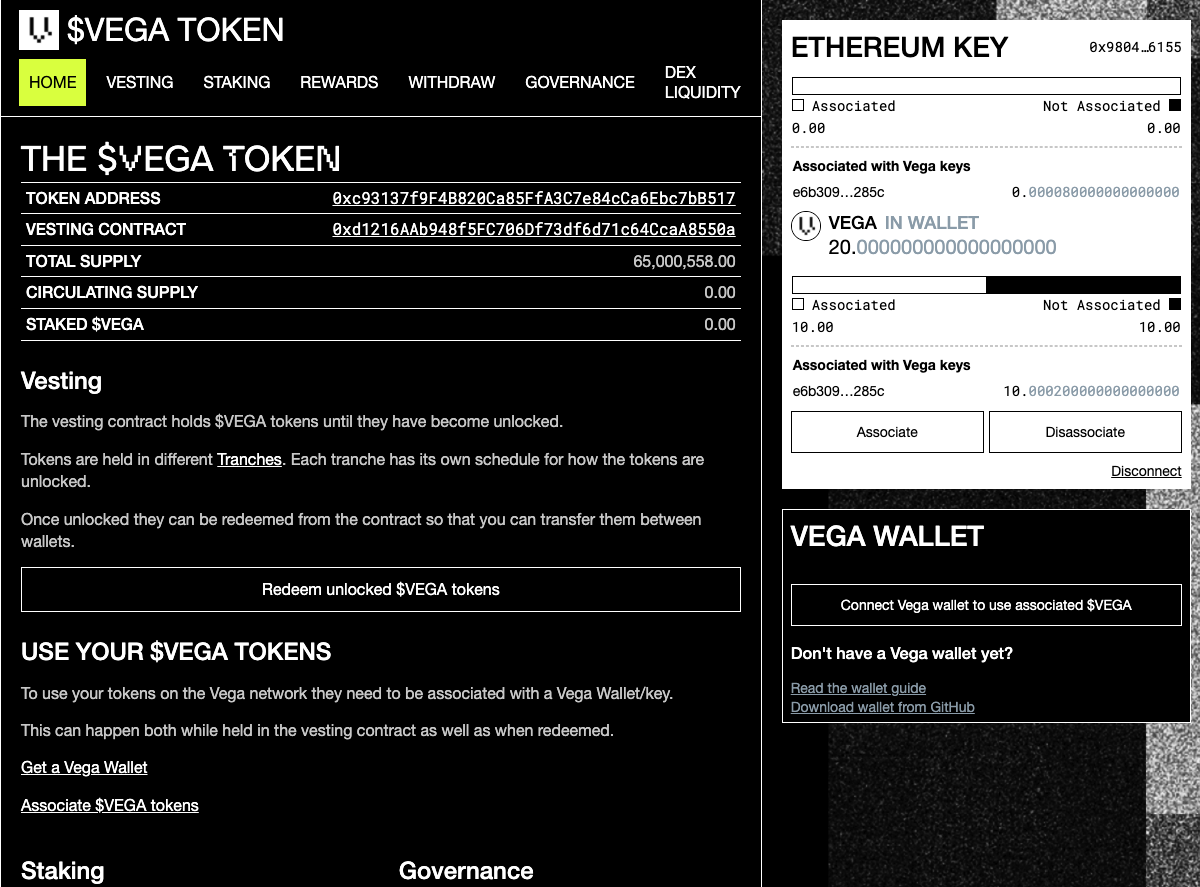 $VEGA TOKEN
HOME VESTING STAKING REWARDS WITHDRAW GOVERNANCE DEX
LIQUIDITY
THE $VEGA TOKEN
TOKEN ADDRESS 0xc93137f9F4B820Ca85FfA3C7e84cCa6Ebc7bB517
VESTING CONTRACT 0xd1216AAb948f5FC706Df73df6d71c64CcaA8550a
TOTAL SUPPLY 65,000,558.00
CIRCULATING SUPPLY 0.00
STAKED $VEGA 0.00
Vesting
The vesting contract holds $VEGA tokens until they have become unlocked.
Tokens are held in different Tranches. Each tranche has its own schedule for how the tokens are
unlocked.
Once unlocked they can be redeemed from the contract so that you can transfer them between
wallets.
Redeem unlocked $VEGA tokens
USE YOUR $VEGA TOKENS
To use your tokens on the Vega network they need to be associated with a Vega Wallet/key.
This can happen both while held in the vesting contract as well as when redeemed.
Get a Vega Wallet
Associate $VEGA tokens
Staking Governance
ETHEREUM KEY 0x9804…6155
Associated Not Associated
0.00 0.00
Associated with Vega keys
e6b309…285c 0.000080000000000000
VEGA IN WALLET
20.000000000000000000
Associated Not Associated
10.00 10.00
Associated with Vega keys
e6b309…285c 10.000200000000000000
Associate Disassociate
Disconnect
VEGA WALLET
Connect Vega wallet to use associated $VEGA
Don't have a Vega wallet yet?
Read the wallet guide
Download wallet from GitHub